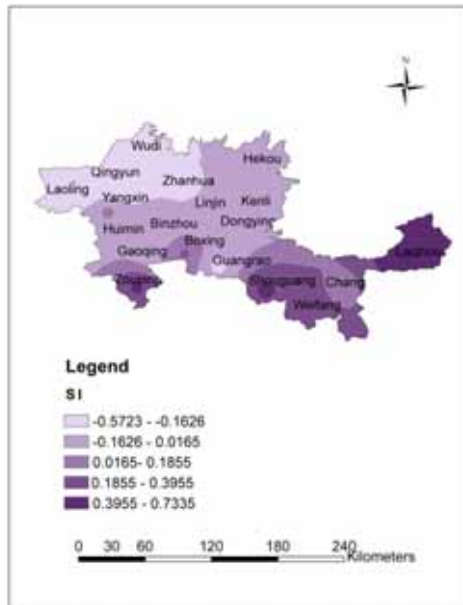 N
Wudi
Hekou
Qingyun
Laoling
Zhanhua
Yangxin
Linjin
Kenli
Huimin
Binzhou
Dongying
Boxing
Gaoqing
Guangrao
Laizhou
Zouping
Shouguang
Chang
Weifang
Legend
S I
-0.5723 - -0.1626
-0.1626 - 0.0165
0.0165- 0.1855
0.1855 - 0.3955
0.3955 - 0.7335
0 30 60 120 180 240
Kilometers